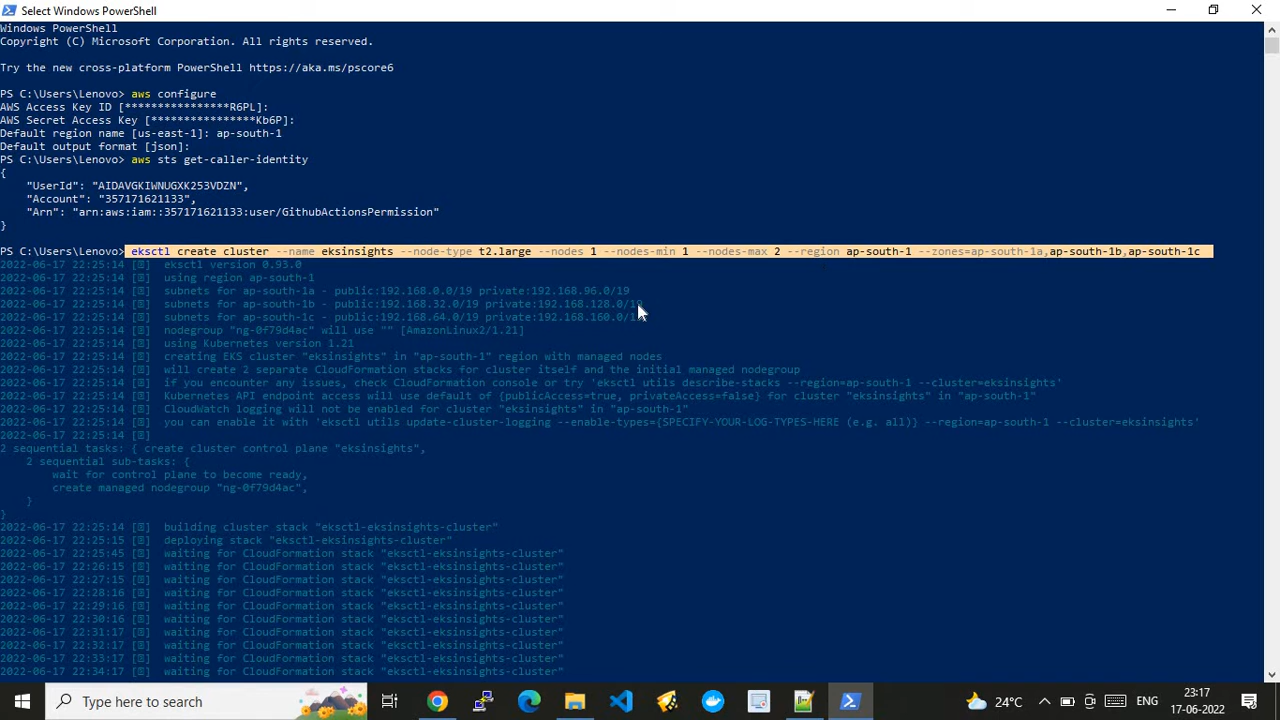 Select Windows PowerShell
Windows PowerShell
Copyright (C) Microsoft Corporation. All rights reserved.
Try the new cross-platform PowerShell https://aka.ms/pscore6
PS C:\Users\Lenovo> aws configure
AWS Access Key ID [****************R6PL]:
AWS Secret Access Key [****************Kb6P]:
Default region name [us-east-1]: ap-south-1
Default output format [json]:
PS C:\Users\Lenovo> aws sts get-caller-identity
{
    "UserId": "AIDAVGKIWNUGXK253VDZN",
    "Account": "357171621133",
    "Arn": "arn:aws:iam::357171621133:user/GithubActionsPermission"
}
PS C:\Users\Lenovo> eksctl create cluster --name eksinsights --node-type t2.large --nodes 1 --nodes-min 1 --nodes-max 2 --region ap-south-1 --zones=ap-south-1a,ap-south-1b,ap-south-1c
2022-06-17 22:25:14 [ ]  eksctl version 0.93.0
2022-06-17 22:25:14 [ ]  using region ap-south-1
2022-06-17 22:25:14 [ ]  subnets for ap-south-1a - public:192.168.0.0/19 private:192.168.96.0/19
2022-06-17 22:25:14 [ ]  subnets for ap-south-1b - public:192.168.32.0/19 private:192.168.128.0/19
2022-06-17 22:25:14 [ ]  subnets for ap-south-1c - public:192.168.64.0/19 private:192.168.160.0/1
2022-06-17 22:25:14 [ ]  nodegroup "ng-0f79d4ac" will use "" [AmazonLinux2/1.21]
2022-06-17 22:25:14 [ ]  using Kubernetes version 1.21
2022-06-17 22:25:14 [ ]  creating EKS cluster "eksinsights" in "ap-south-1" region with managed nodes
2022-06-17 22:25:14 [ ]  will create 2 separate CloudFormation stacks for cluster itself and the initial managed nodegroup
2022-06-17 22:25:14 [ ]  if you encounter any issues, check CloudFormation console or try 'eksctl utils describe-stacks --region=ap-south-1 --cluster=eksinsights'
2022-06-17 22:25:14 [ ]  Kubernetes API endpoint access will use default of {publicAccess=true, privateAccess=false} for cluster "eksinsights" in "ap-south-1"
2022-06-17 22:25:14 [ ]  CloudWatch logging will not be enabled for cluster "eksinsights" in "ap-south-1"
2022-06-17 22:25:14 [ ]  you can enable it with 'eksctl utils update-cluster-logging --enable-types={SPECIFY-YOUR-LOG-TYPES-HERE (e.g. all)} --region=ap-south-1 --cluster=eksinsights'
2022-06-17 22:25:14 [ ]
2 sequential tasks: { create cluster control plane "eksinsights",
    2 sequential sub-tasks: {
        wait for control plane to become ready,
        create managed nodegroup "ng-0f79d4ac",
    }
}
2022-06-17 22:25:14 [ ]  building cluster stack "eksctl-eksinsights-cluster"
2022-06-17 22:25:15 [ ]  deploying stack "eksctl-eksinsights-cluster"
2022-06-17 22:25:45 [ ]  waiting for CloudFormation stack "eksctl-eksinsights-cluster"
2022-06-17 22:26:15 [ ]  waiting for CloudFormation stack "eksctl-eksinsights-cluster"
2022-06-17 22:27:15 [ ]  waiting for CloudFormation stack "eksctl-eksinsights-cluster"
2022-06-17 22:28:16 [ ]  waiting for CloudFormation stack "eksctl-eksinsights-cluster"
2022-06-17 22:29:16 [ ]  waiting for CloudFormation stack "eksctl-eksinsights-cluster"
2022-06-17 22:30:16 [ ]  waiting for CloudFormation stack "eksctl-eksinsights-cluster"
2022-06-17 22:31:17 [ ]  waiting for CloudFormation stack "eksctl-eksinsights-cluster"
2022-06-17 22:32:17 [ ]  waiting for CloudFormation stack "eksctl-eksinsights-cluster"
2022-06-17 22:33:17 [ ]  waiting for CloudFormation stack "eksctl-eksinsights-cluster"
2022-06-17 22:34:17 [ ]  waiting for CloudFormation stack "eksctl-eksinsights-cluster"
Type here to search
24°C
ENG
23:17
17-06-2022